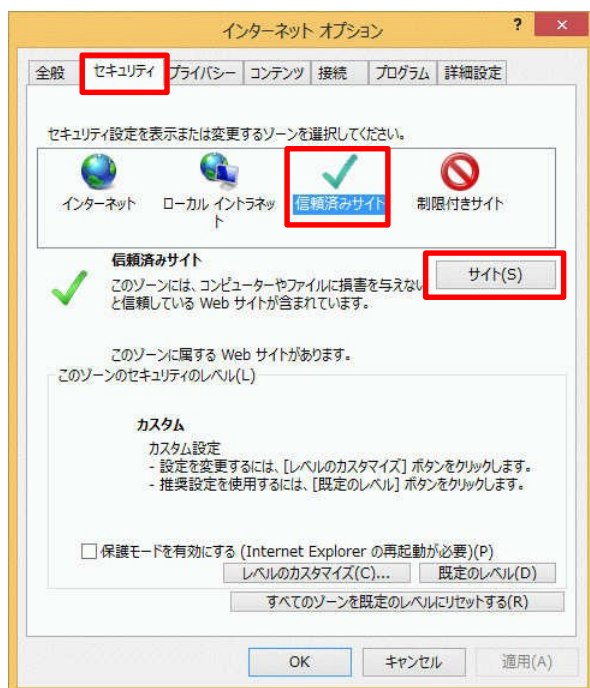 インターネット オプション
?
×
全般 セキュリティ プライバシー コンテンツ 接続 プログラム 詳細設定
セキュリティ設定を表示または変更するゾーンを選択してください。
インターネット ローカル イントラネット 信頼済みサイト 制限付きサイト
信頼済みサイト
サイト(S)
このゾーンには、コンピューターやファイルに損害を与えない
と信頼している Web サイトが含まれています。
このゾーンに属する Web サイトがあります。
このゾーンのセキュリティのレベル(L)
カスタム
カスタム設定
- 設定を変更するには、[レベルのカスタマイズ] ボタンをクリックします。
- 推奨設定を使用するには、[既定のレベル] ボタンをクリックします。
保護モードを有効にする (Internet Explorer の再起動が必要)(P)
レベルのカスタマイズ(C)... 既定のレベル(D)
すべてのゾーンを既定のレベルにリセットする(R)
OK キャンセル 適用(A)